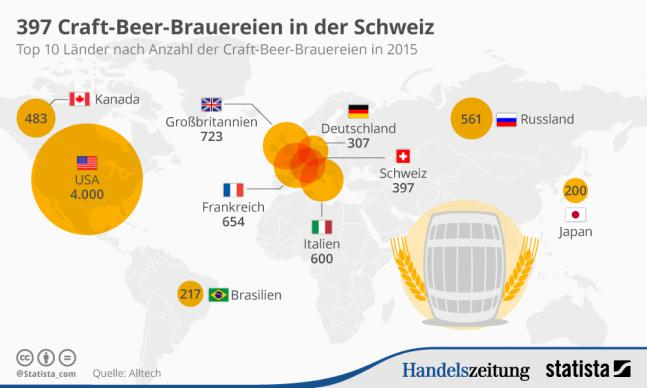 397 Craft-Beer-Brauereien in der Schweiz
Top 10 Länder nach Anzahl der Craft-Beer-Brauereien in 2015
Kanada
483
USA
4.000
Großbritannien
723
Deutschland
307
Schweiz
397
Frankreich
654
Italien
600
561
Russland
200
Japan
217
Brasilien
@Statista_com
Quelle: Alltech
Handelszeitung
statista